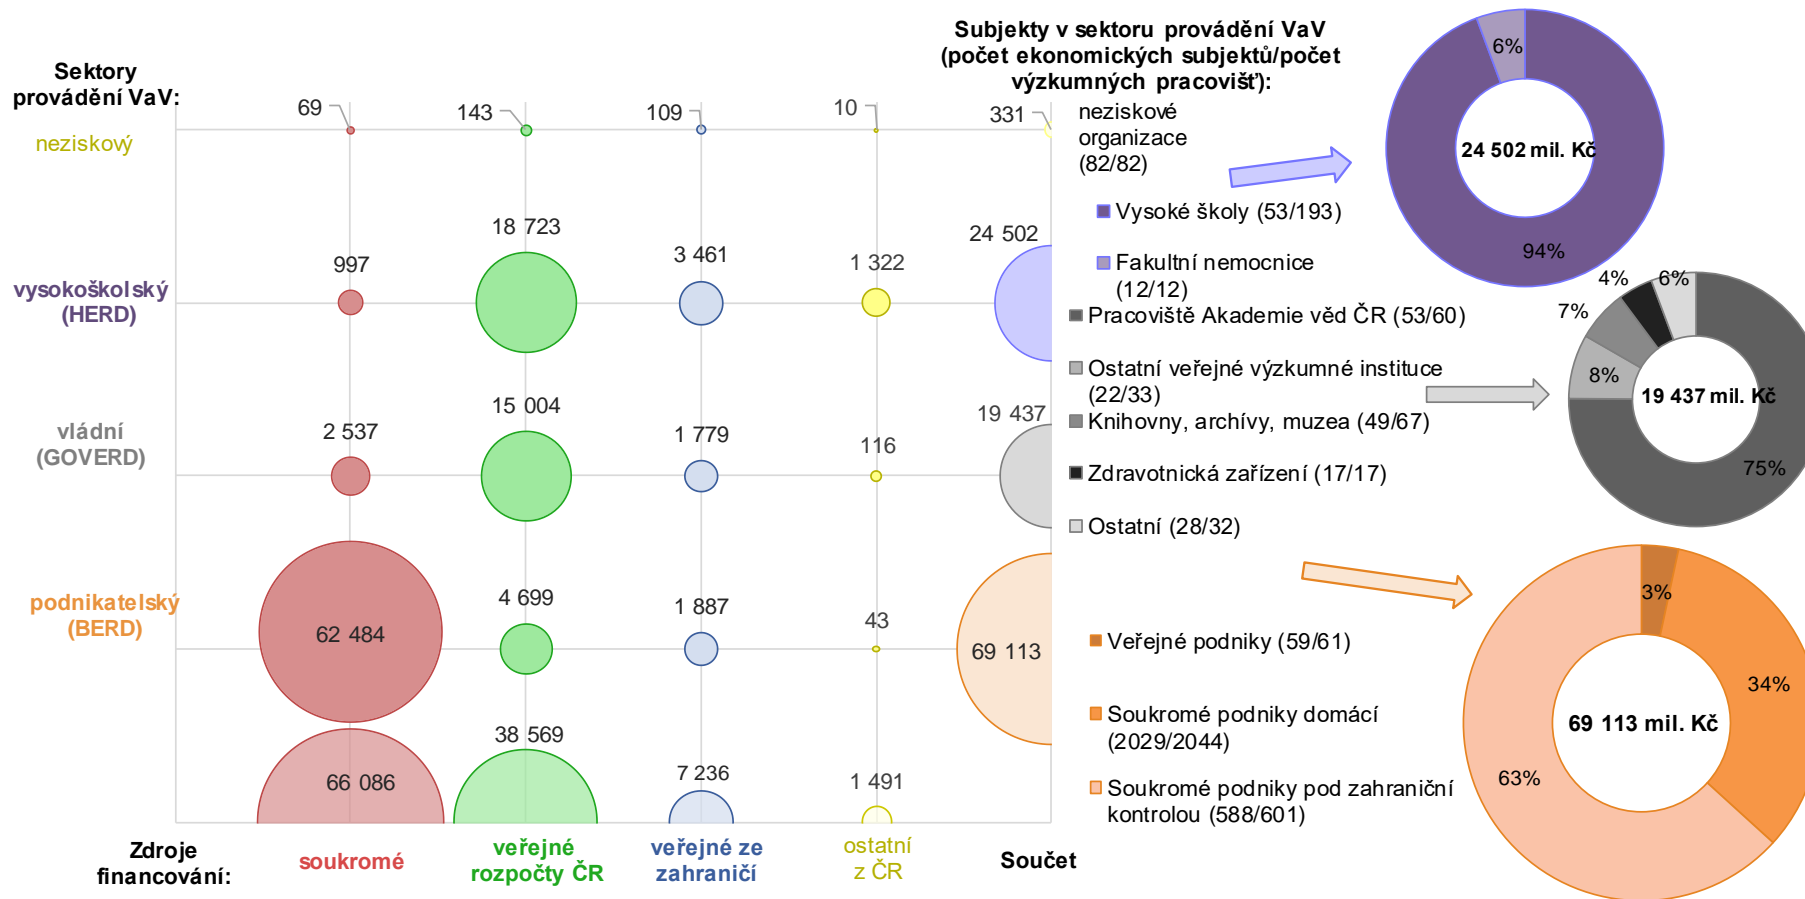 Subjekty v sektoru provádění VaV
(počet ekonomických subjektů/počet
výzkumných pracovišť):
Sektory
provádění VaV:
69
143
109
10
331
neziskový
neziskové
organizace
(82/82)
6%
24 502 mil. Kč
94%
18 723
997
3 461
1 322
24 502
vysokoškolský
(HERD)
Vysoké školy (53/193)
Fakultní nemocnice
(12/12)
Pracoviště Akademie věd ČR (53/60)
Ostatní veřejné výzkumné instituce
(22/33)
Knihovny, archívy, muzea (49/67)
Zdravotnická zařízení (17/17)
Ostatní (28/32)
4%
6%
7%
8%
19 437 mil. Kč
75%
15 004
2 537
1 779
116
19 437
vládní
(GOVERD)
podnikatelský
(BERD)
62 484
4 699
1 887
43
69 113
Veřejné podniky (59/61)
Soukromé podniky domácí
(2029/2044)
Soukromé podniky pod zahraniční
kontrolou (588/601)
3%
34%
69 113 mil. Kč
63%
66 086
38 569
7 236
1 491
Zdroje
financování:
soukromé
veřejné
rozpočty ČR
veřejné ze
zahraničí
ostatní
z ČR
Součet